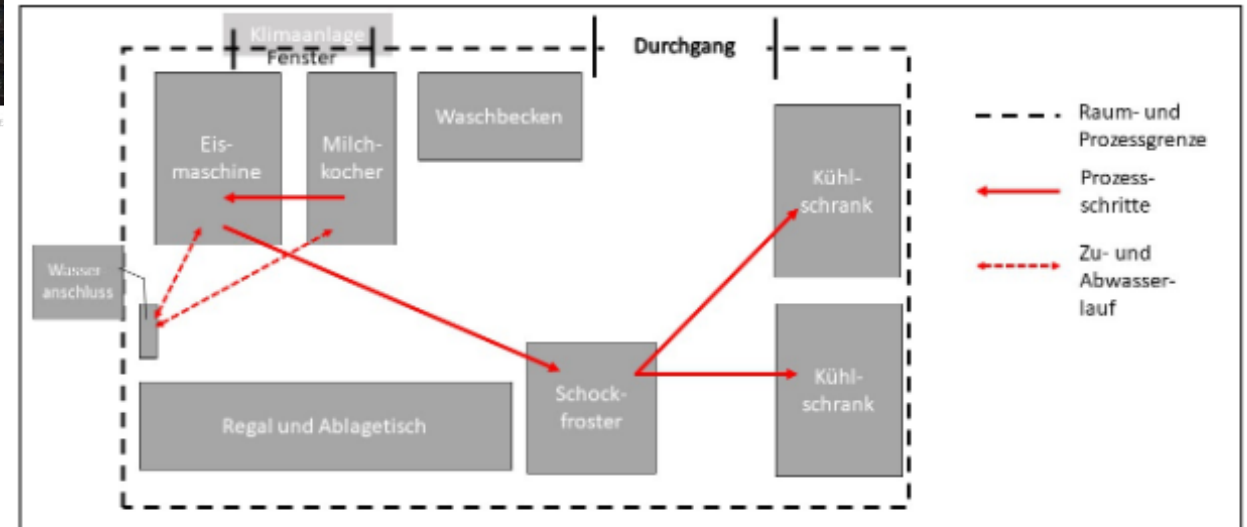 Klimaanlage
Fenster
Durchgang
Eis-
maschine
Milch-
kocher
Waschbecken
Kühl-
schrank
Wasser
anschluss
Regal und Ablagetisch
Schock-
froster
Kühl-
schrank
Raum- und
Prozessgrenze
Prozess-
schritte
Zu- und
Abwasser-
lauf